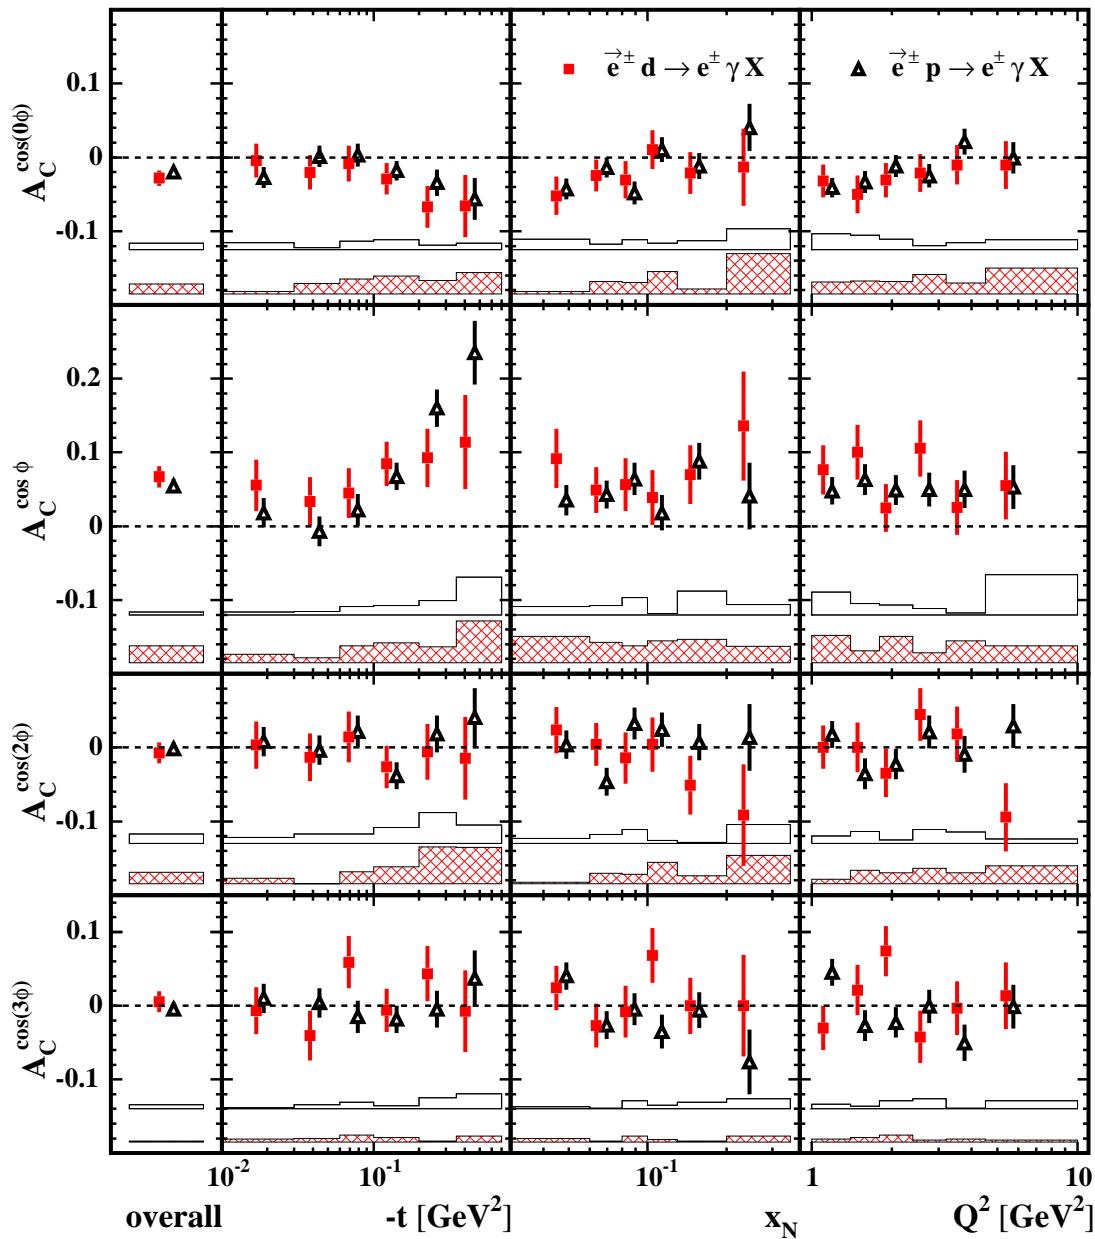 e⃗± d → e± γ X
e⃗± p → e± γ X
A_C^cos(0φ)
0.1
0
-0.1
A_C^cos φ
0.2
0.1
0
-0.1
A_C^cos(2φ)
0.1
0
-0.1
A_C^cos(3φ)
0.1
0
-0.1
10⁻² 10⁻¹ 10⁻¹ 1 10
overall -t [GeV²] x_N Q² [GeV²]